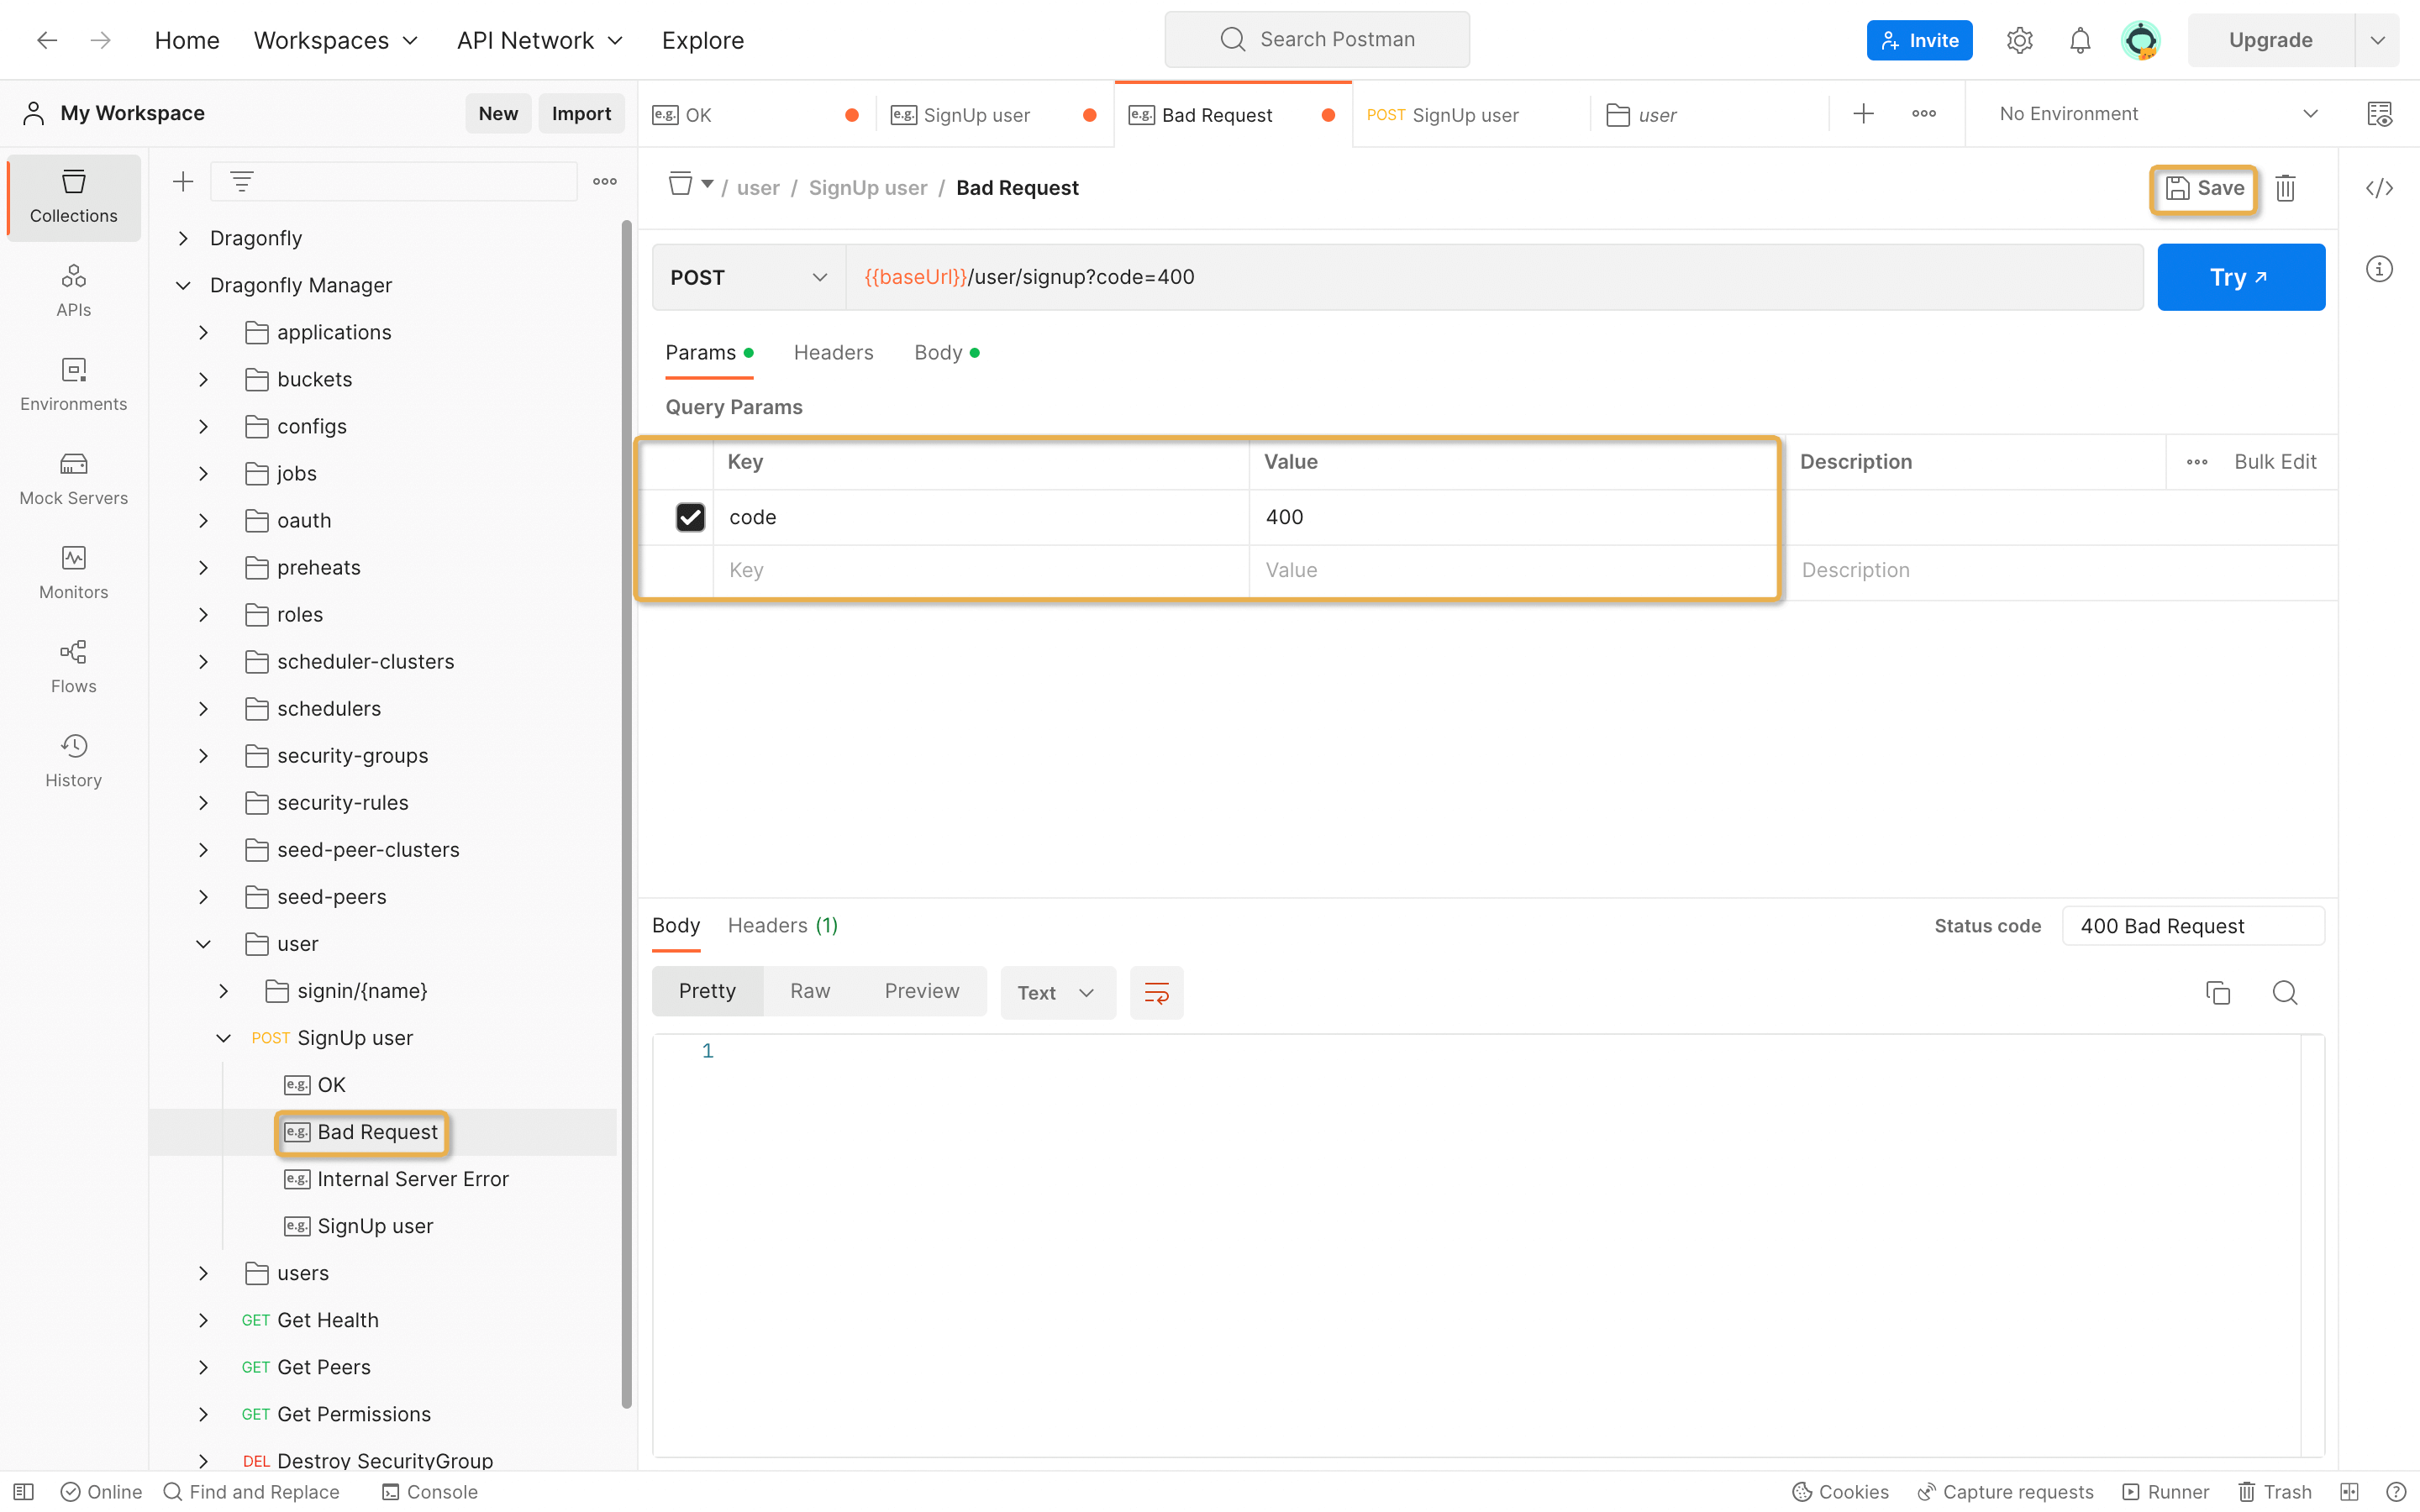 Home Workspaces API Network Explore Search Postman Invite Upgrade
My Workspace New Import
e.g. OK e.g. SignUp user e.g. Bad Request POST SignUp user user No Environment
/ user / SignUp user / Bad Request Save
Collections
APIs
Environments
Mock Servers
Monitors
Flows
History
Dragonfly
Dragonfly Manager
applications
buckets
configs
jobs
oauth
preheats
roles
scheduler-clusters
schedulers
security-groups
security-rules
seed-peer-clusters
seed-peers
user
signin/{name}
POST SignUp user
e.g. OK
e.g. Bad Request
e.g. Internal Server Error
e.g. SignUp user
users
GET Get Health
GET Get Peers
GET Get Permissions
DEL Destroy SecurityGroup
POST {{baseUrl}}/user/signup?code=400 Try
Params Headers Body
Query Params
Key Value Description Bulk Edit
code 400
Key Value Description
Body Headers (1) Status code 400 Bad Request
Pretty Raw Preview Text
1
Online Find and Replace Console Cookies Capture requests Runner Trash